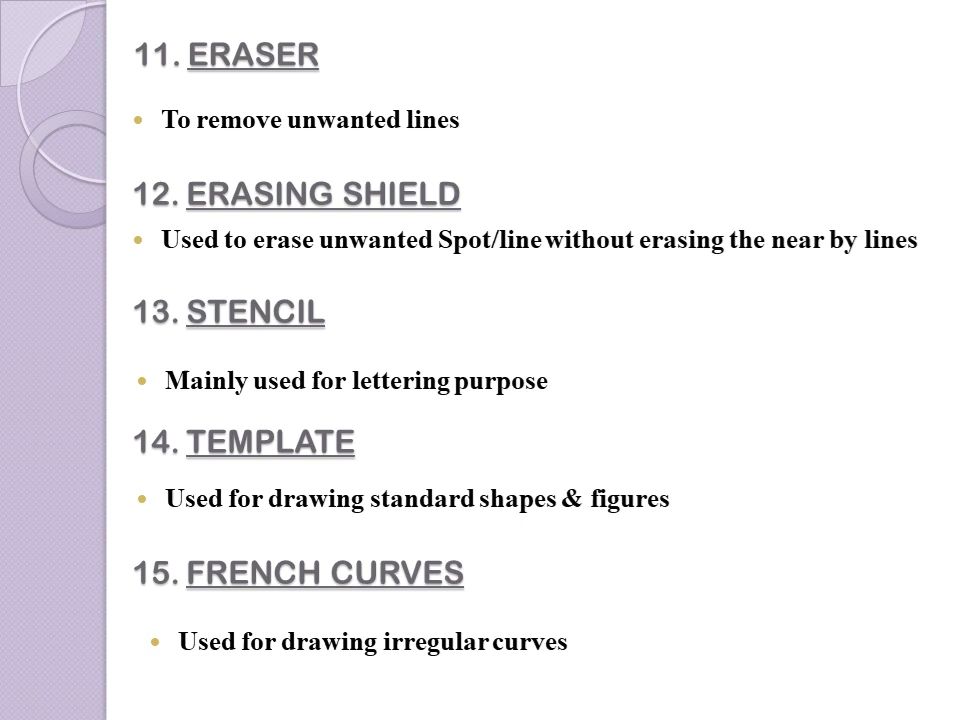 11. ERASER
• To remove unwanted lines
12. ERASING SHIELD
• Used to erase unwanted Spot/line without erasing the near by lines
13. STENCIL
• Mainly used for lettering purpose
14. TEMPLATE
• Used for drawing standard shapes & figures
15. FRENCH CURVES
• Used for drawing irregular curves